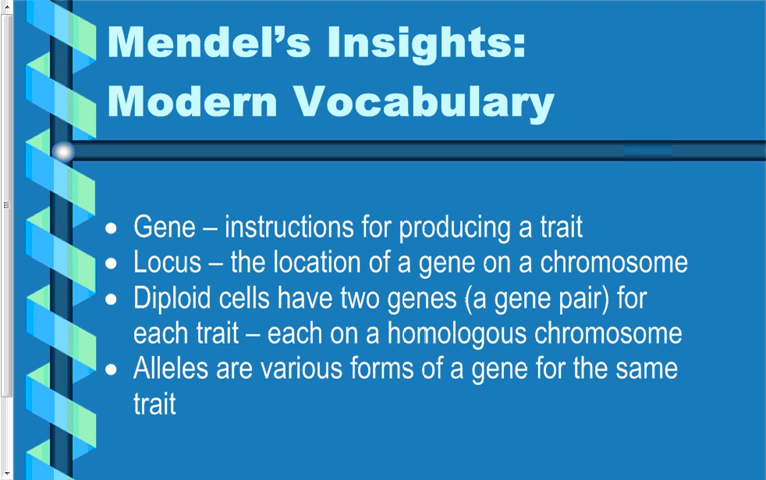 Mendel’s Insights:
Modern Vocabulary
• Gene – instructions for producing a trait
• Locus – the location of a gene on a chromosome
• Diploid cells have two genes (a gene pair) for
each trait – each on a homologous chromosome
• Alleles are various forms of a gene for the same
trait